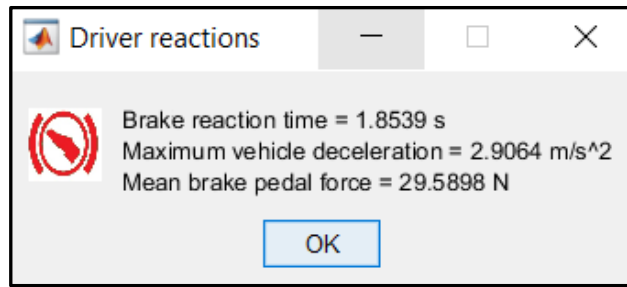 Driver reactions
Brake reaction time = 1.8539 s
Maximum vehicle deceleration = 2.9064 m/s^2
Mean brake pedal force = 29.5898 N
OK